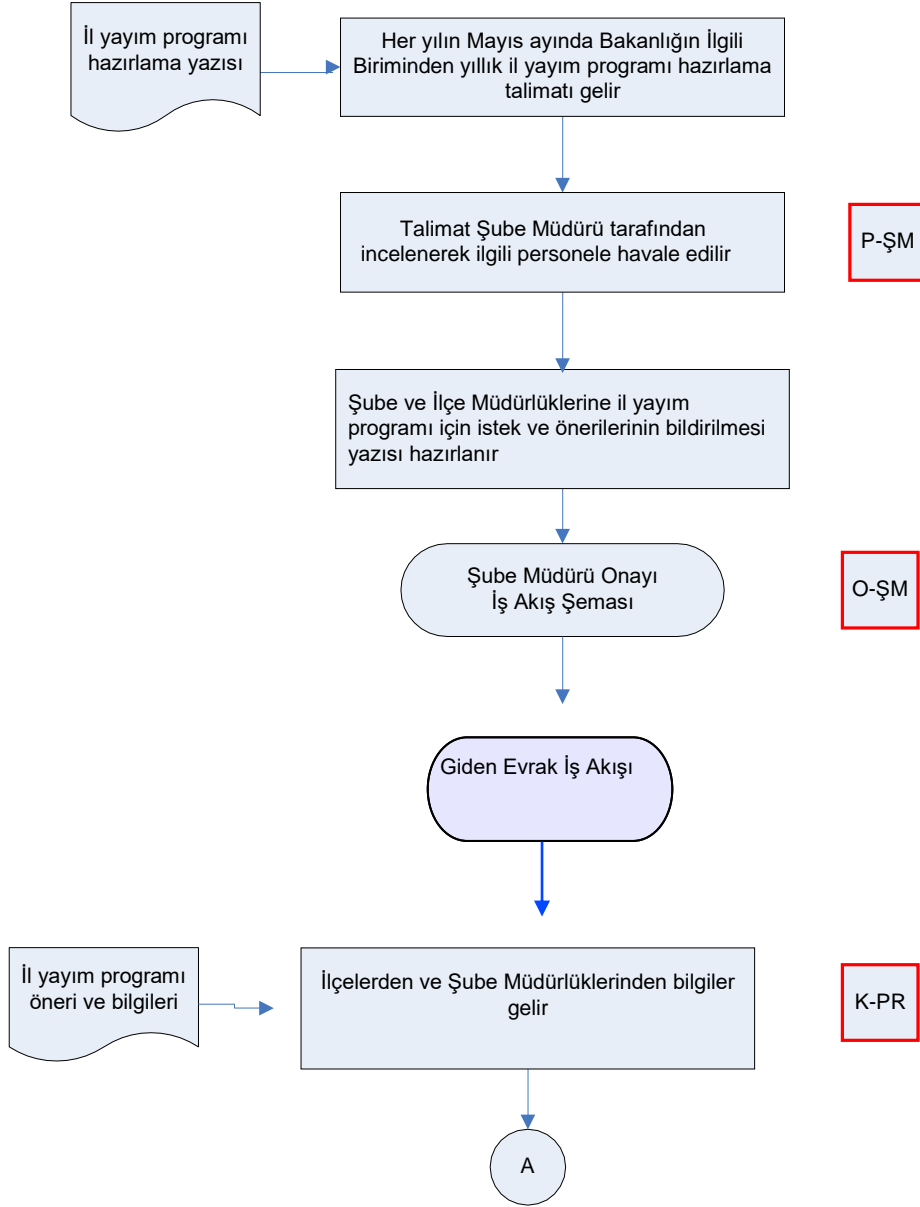 İl yayım programı
hazırlama yazısı
Her yılın Mayıs ayında Bakanlığın İlgili
Biriminden yıllık il yayım programı hazırlama
talimatı gelir
Talimat Şube Müdürü tarafından
incelenerek ilgili personele havale edilir
P-ŞM
Şube ve İlçe Müdürlüklerine il yayım
programı için istek ve önerilerinin bildirilmesi
yazısı hazırlanır
Şube Müdürü Onayı
İş Akış Şeması
O-ŞM
Giden Evrak İş Akışı
İl yayım programı
öneri ve bilgileri
İlçelerden ve Şube Müdürlüklerinden bilgiler
gelir
K-PR
A